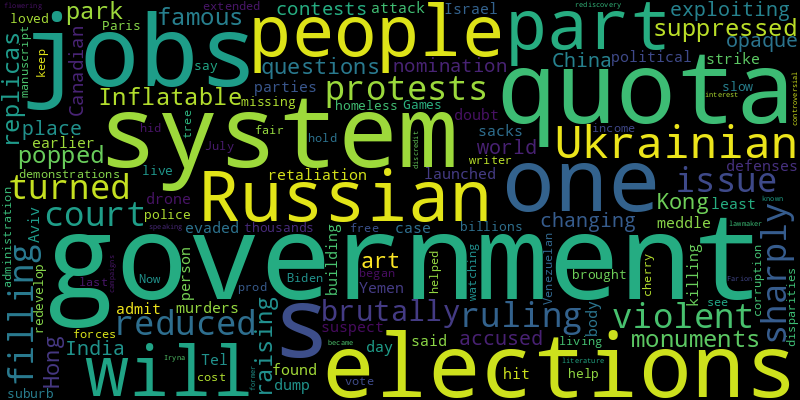 flowering
extended
rediscovery
loved
park
famous
contests
attack
Israel
exploiting
Paris
people
part
suppressed
manuscript
keep
Canadian
say
jobs
questions
nomination
China
political
opaque
replicas
Inflatable
missing
parties
protests
strike
slow
quota
controversial
place
hid
tree
homeless
Games
doubt
interest
earlier
July
system
fair
hold
discredit
sacks
Ukrainian
income
popped
live
writer
world
demonstrations
retaliation
launched
defenses
turned
drone
Russian
one
issue
administration
court
police
Kong
least
Aviv
evaded
thousands
free
case
billions
changing
meddle
speaking
known
lawmaker
government
filling
redevelop
last
campaigns
Now
person
building
art
began
helped
watching
Venezuelan
brought
cherry
killing
corruption
sharply
Biden
Yemen
see
Farion
prod
admit
murders
s
brutally
ruling
body
violent
disparities
forces
reduced
raising
suspect
accused
monuments
Hong
India
Tel
day
said
living
will
elections
Iryna
became
literature
cost
former
found
dump
vote
hit
help
suburb